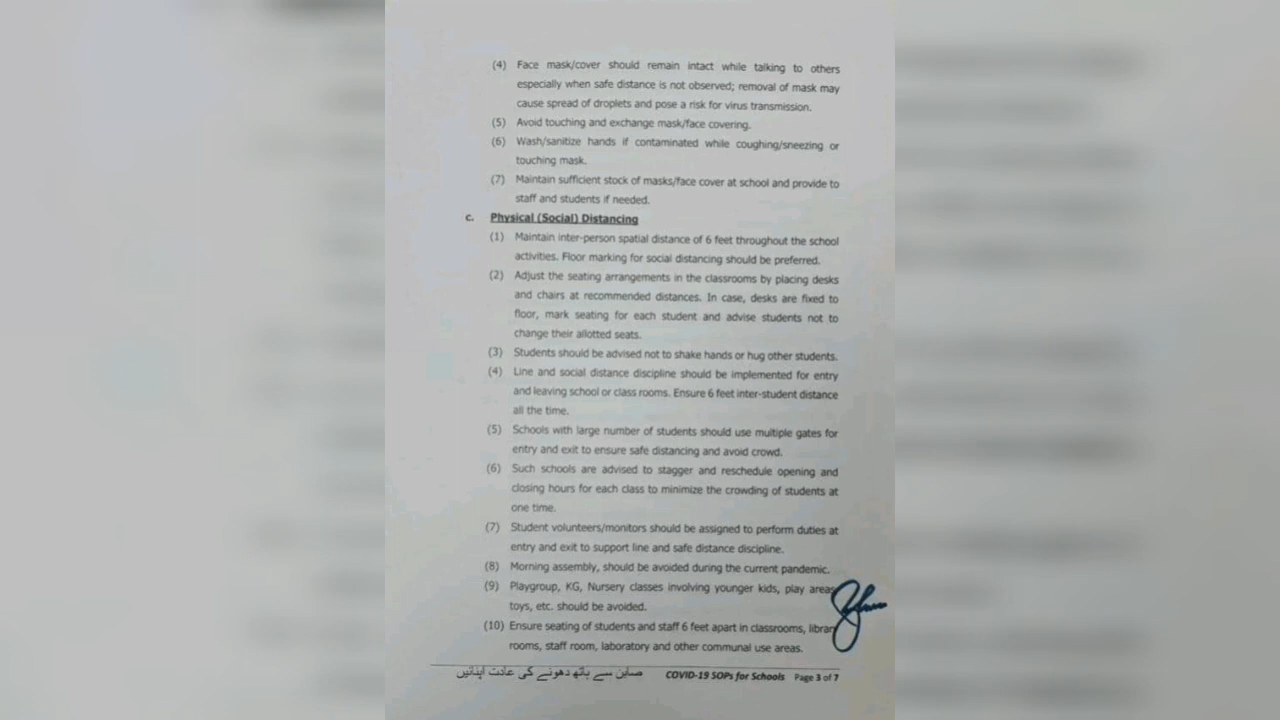 (4) Face mask/cover should remain intact while talking to others
especially when safe distance is not observed; removal of mask may
cause spread of droplets and pose a risk for virus transmission.
(5) Avoid touching and exchange mask/face covering.
(6) Wash/sanitize hands if contaminated while coughing/sneezing or
touching mask.
(7) Maintain sufficient stock of masks/face cover at school and provide to
staff and students if needed.
c. Physical (Social) Distancing
(1) Maintain inter-person spatial distance of 6 feet throughout the school
activities. Floor marking for social distancing should be preferred.
(2) Adjust the seating arrangements in the classrooms by placing desks
and chairs at recommended distances. In case, desks are fixed to
floor, mark seating for each student and advise students not to
change their allotted seats.
(3) Students should be advised not to shake hands or hug other students.
(4) Line and social distance discipline should be implemented for entry
and leaving school or class rooms. Ensure 6 feet inter-student distance
all the time.
(5) Schools with large number of students should use multiple gates for
entry and exit to ensure safe distancing and avoid crowd.
(6) Such schools are advised to stagger and reschedule opening and
closing hours for each class to minimize the crowding of students at
one time.
(7) Student volunteers/monitors should be assigned to perform duties at
entry and exit to support line and safe distance discipline.
(8) Morning assembly, should be avoided during the current pandemic.
(9) Playgroup, KG, Nursery classes involving younger kids, play areas
toys, etc. should be avoided.
(10) Ensure seating of students and staff 6 feet apart in classrooms, librar
rooms, staff room, laboratory and other communal use areas.
صابن سے ہاتھ دھونے کی عادت اپنائیں COVID-19 SOPs for Schools Page 3 of 7